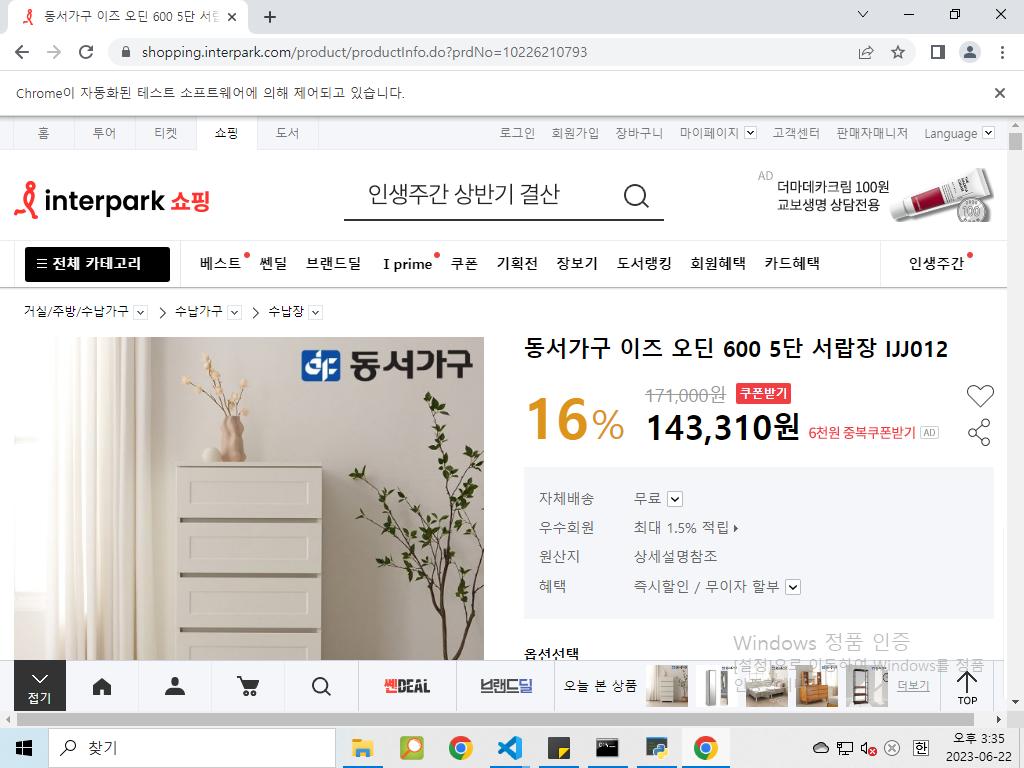 동서가구 이즈 오딘 600 5단 서랍
shopping.interpark.com/product/productInfo.do?prdNo=10226210793
Chrome이 자동화된 테스트 소프트웨어에 의해 제어되고 있습니다.
홈 투어 티켓 쇼핑 도서 로그인 회원가입 장바구니 마이페이지 고객센터 판매자매니저 Language
interpark 쇼핑
인생주간 상반기 결산
AD 더마데카크림 100원
교보생명 상담전용
전체 카테고리 베스트 쎈딜 브랜드딜 I prime 쿠폰 기획전 장보기 도서랭킹 회원혜택 카드혜택 인생주간
거실/주방/수납가구 수납가구 수납장
동서가구
동서가구 이즈 오딘 600 5단 서랍장 IJJ012
16%
171,000원 쿠폰받기
143,310원 6천원 중복쿠폰받기 AD
자체배송 무료
우수회원 최대 1.5% 적립
원산지 상세설명참조
혜택 즉시할인 / 무이자 할부
옵션선택
Windows 정품 인증
[설정]으로 이동하여 Windows를 정품
접기 쎈DEAL 브랜드딜 오늘 본 상품 더보기 TOP
찾기
한
오후 3:35
2023-06-22